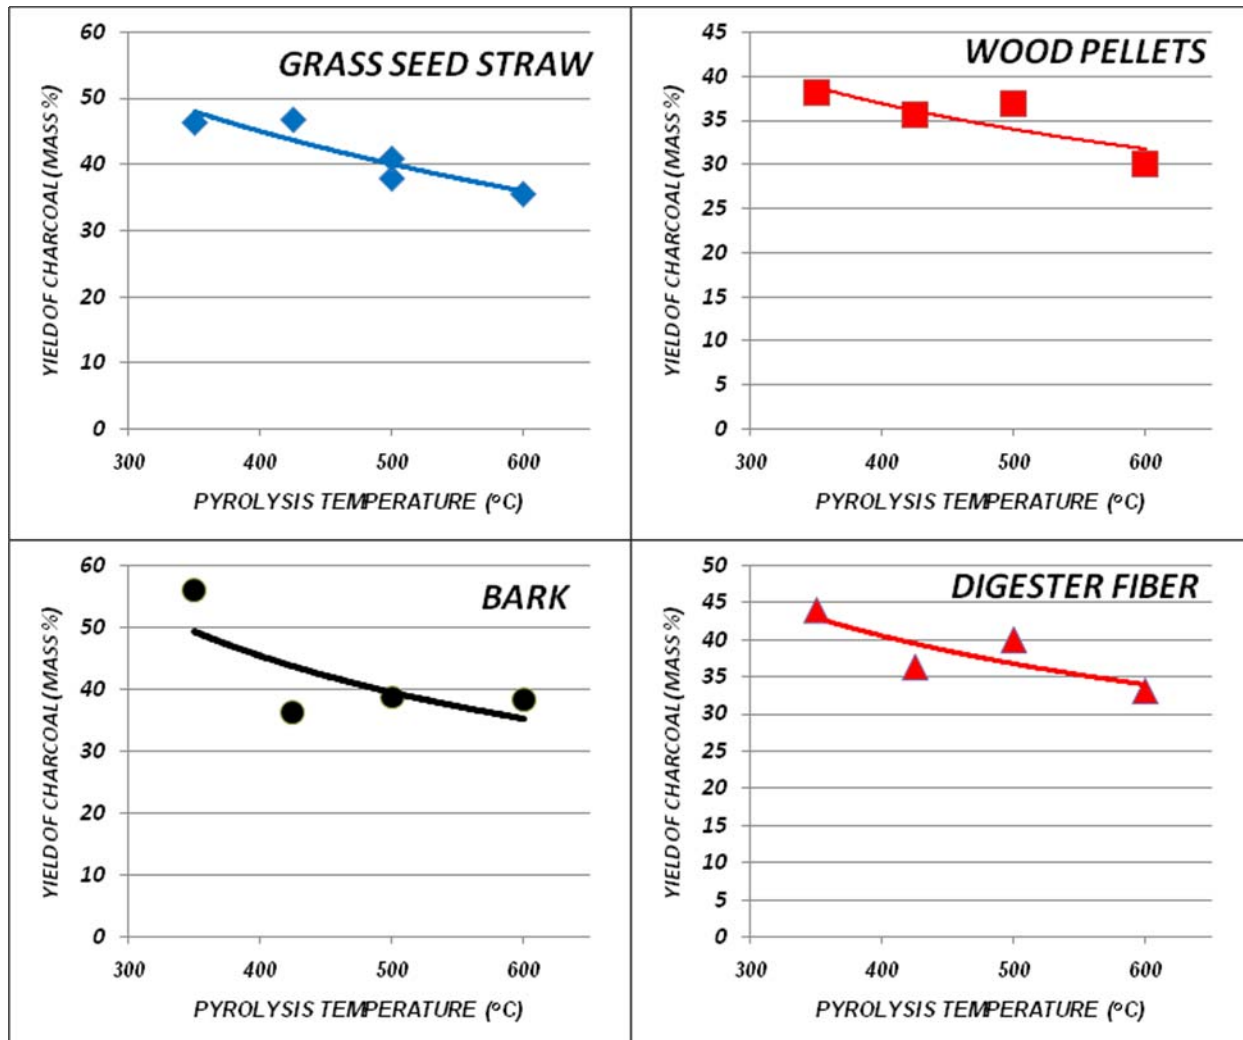 GRASS SEED STRAW
YIELD OF CHARCOAL (MASS %)
60
50
40
30
20
10
0
300 400 500 600
PYROLYSIS TEMPERATURE (ºC)
WOOD PELLETS
YIELD OF CHARCOAL (MASS %)
45
40
35
30
25
20
15
10
5
0
300 400 500 600
PYROLYSIS TEMPERATURE (ºC)
BARK
YIELD OF CHARCOAL (MASS %)
60
50
40
30
20
10
0
300 400 500 600
PYROLYSIS TEMPERATURE (ºC)
DIGESTER FIBER
YIELD OF CHARCOAL (MASS %)
50
45
40
35
30
25
20
15
10
5
0
300 400 500 600
PYROLYSIS TEMPERATURE (ºC)